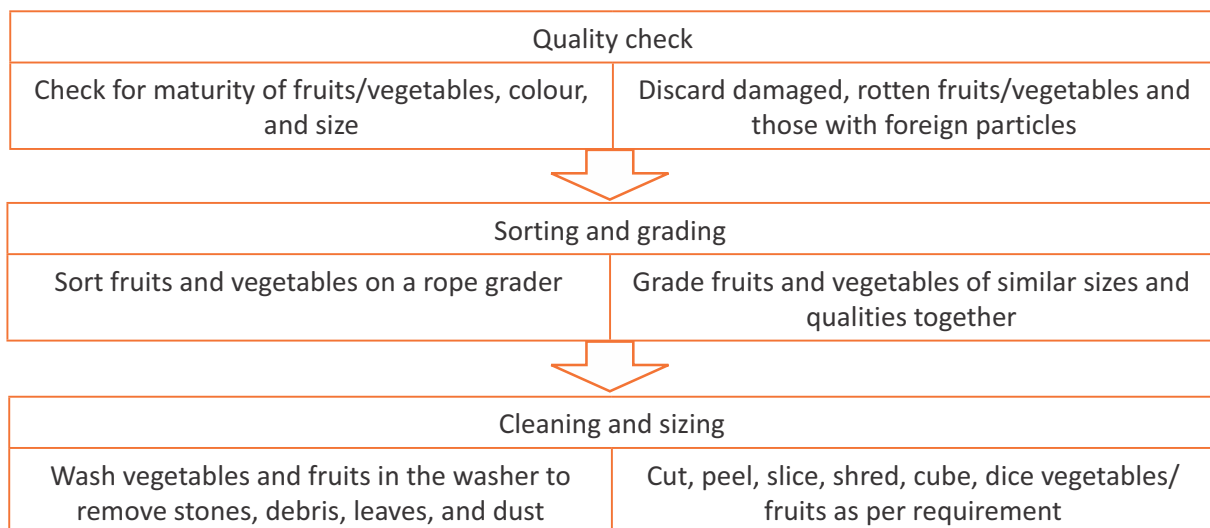 Quality check
Check for maturity of fruits/vegetables, colour,
and size
Discard damaged, rotten fruits/vegetables and
those with foreign particles
Sorting and grading
Sort fruits and vegetables on a rope grader
Grade fruits and vegetables of similar sizes and
qualities together
Cleaning and sizing
Wash vegetables and fruits in the washer to
remove stones, debris, leaves, and dust
Cut, peel, slice, shred, cube, dice vegetables/
fruits as per requirement